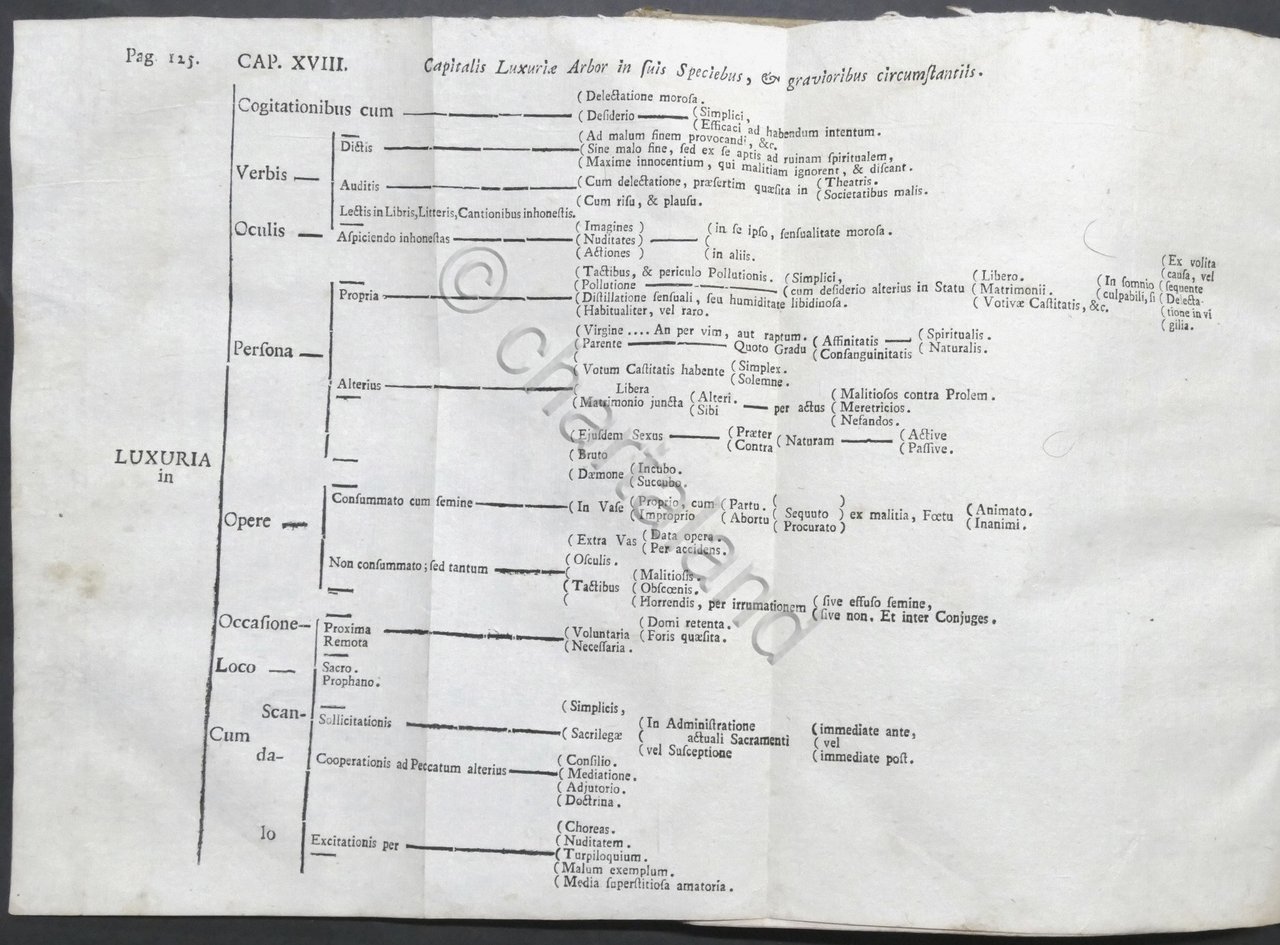 Pag. 125. CAP. XVIII. Capitalis Luxuriæ Arbor in ſuis Speciebus, & gravioribus circumſtantiis.
LUXURIA
in
Cogitationibus cum
( Delectatione moroſa.
( Deſiderio
( Simplici,
( Efficaci ad habendum intentum.
Verbis
Dictis
( Ad malum finem provocandi, &c.
( Sine malo fine, ſed ex ſe aptis ad ruinam ſpiritualem,
( Maxime innocentium, qui malitiam ignorent, & diſcant.
Auditis
( Cum delectatione, præſertim quæſita in
( Theatris.
( Societatibus malis.
( Cum riſu, & plauſu.
Lectis in Libris, Litteris, Cantionibus inhoneſtis.
Oculis
Aſpiciendo inhoneſtas
( Imagines )
( Nuditates )
( Actiones )
( in ſe ipſo, ſenſualitate moroſa.
(
( in aliis.
Perſona
Propria
( Tactibus, & periculo Pollutionis.
( Pollutione
( Simplici,
( cum deſiderio alterius in Statu
( Libero.
( Matrimonii.
( Votivæ Caſtitatis, &c.
( In ſomnio
( culpabili, ſi
( Ex volita
( cauſa, vel
( ſequente
( Delecta-
( tione in vi
( gilia.
( Diſtillatione ſenſuali, ſeu humiditate libidinoſa.
( Habitualiter, vel raro.
Alterius
( Virgine .... An per vim, aut raptum.
( Parente
Quoto Gradu
( Affinitatis
( Conſanguinitatis
( Spiritualis.
( Naturalis.
(
( Votum Caſtitatis habente
( Simplex.
( Solemne.
( Libera
( Matrimonio juncta
( Alteri.
( Sibi
per actus
( Malitioſos contra Prolem.
( Meretricios.
( Nefandos.
( Ejuſdem Sexus
( Præter
( Contra
( Naturam
( Active
( Paſſive.
( Bruto
( Dæmone
( Incubo.
( Succubo.
Opere
Conſummato cum ſemine
( In Vaſe
( Proprio, cum
( Improprio
( Partu.
( Abortu
( )
( Sequuto )
( Procurato )
ex malitia, Fœtu
( Animato.
( Inanimi.
( Extra Vas
( Data opera.
( Per accidens.
Non conſummato; ſed tantum
( Oſculis.
(
( Tactibus
(
( Malitioſis.
( Obſcœnis.
( Horrendis, per irrumationem
( ſive effuſo ſemine,
( ſive non. Et inter Conjuges.
Occaſione
Proxima
Remota
( Voluntaria
( Neceſſaria.
( Domi retenta.
( Foris quæſita.
Loco
Sacro.
Prophano.
Cum
Scan-
da-
lo
Sollicitationis
( Simplicis,
( Sacrilegæ
( In Adminiſtratione
( actuali Sacramenti
( vel Susceptione
( immediate ante,
( vel
( immediate poſt.
Cooperationis ad Peccatum alterius
( Conſilio.
( Mediatione.
( Adjutorio.
( Doctrina.
Excitationis per
( Choreas.
( Nuditatem.
( Turpiloquium.
( Malum exemplum.
( Media ſuperſtitioſa amatoria.
© chartaland